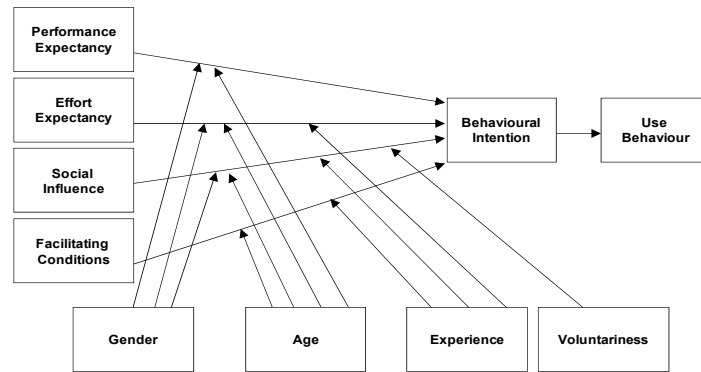 Performance
Expectancy
Effort
Expectancy
Behavioural
Intention
Use
Behaviour
Social
Influence
Facilitating
Conditions
Gender
Age
Experience
Voluntariness